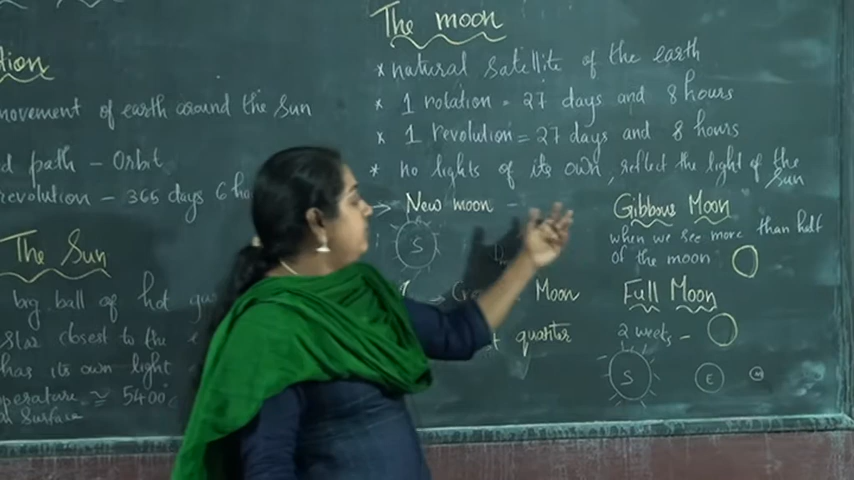 movement of earth around the Sun
path - Orbit
revolution - 365 days 6
The Sun
big ball of hot
star closest to the
has its own light
≈ 5400°
Surface
The moon
* natural satellite of the earth
* 1 rotation = 27 days and 8 hours
* 1 revolution = 27 days and 8 hours
* no lights of its own, reflect the light of the
Sun
→ New moon -
S
→ Moon
quarter
Gibbous Moon
when we see more than half
of the moon
Full Moon
2 weets -
S E M